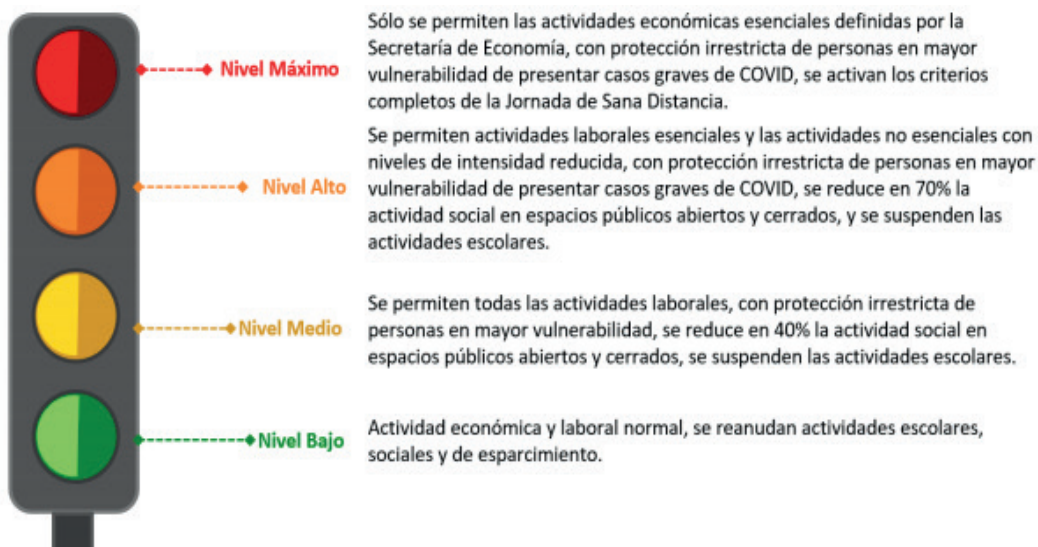 Nivel Máximo
Sólo se permiten las actividades económicas esenciales definidas por la
Secretaría de Economía, con protección irrestricta de personas en mayor
vulnerabilidad de presentar casos graves de COVID, se activan los criterios
completos de la Jornada de Sana Distancia.
Nivel Alto
Se permiten actividades laborales esenciales y las actividades no esenciales con
niveles de intensidad reducida, con protección irrestricta de personas en mayor
vulnerabilidad de presentar casos graves de COVID, se reduce en 70% la
actividad social en espacios públicos abiertos y cerrados, y se suspenden las
actividades escolares.
Nivel Medio
Se permiten todas las actividades laborales, con protección irrestricta de
personas en mayor vulnerabilidad, se reduce en 40% la actividad social en
espacios públicos abiertos y cerrados, se suspenden las actividades escolares.
Nivel Bajo
Actividad económica y laboral normal, se reanudan actividades escolares,
sociales y de esparcimiento.